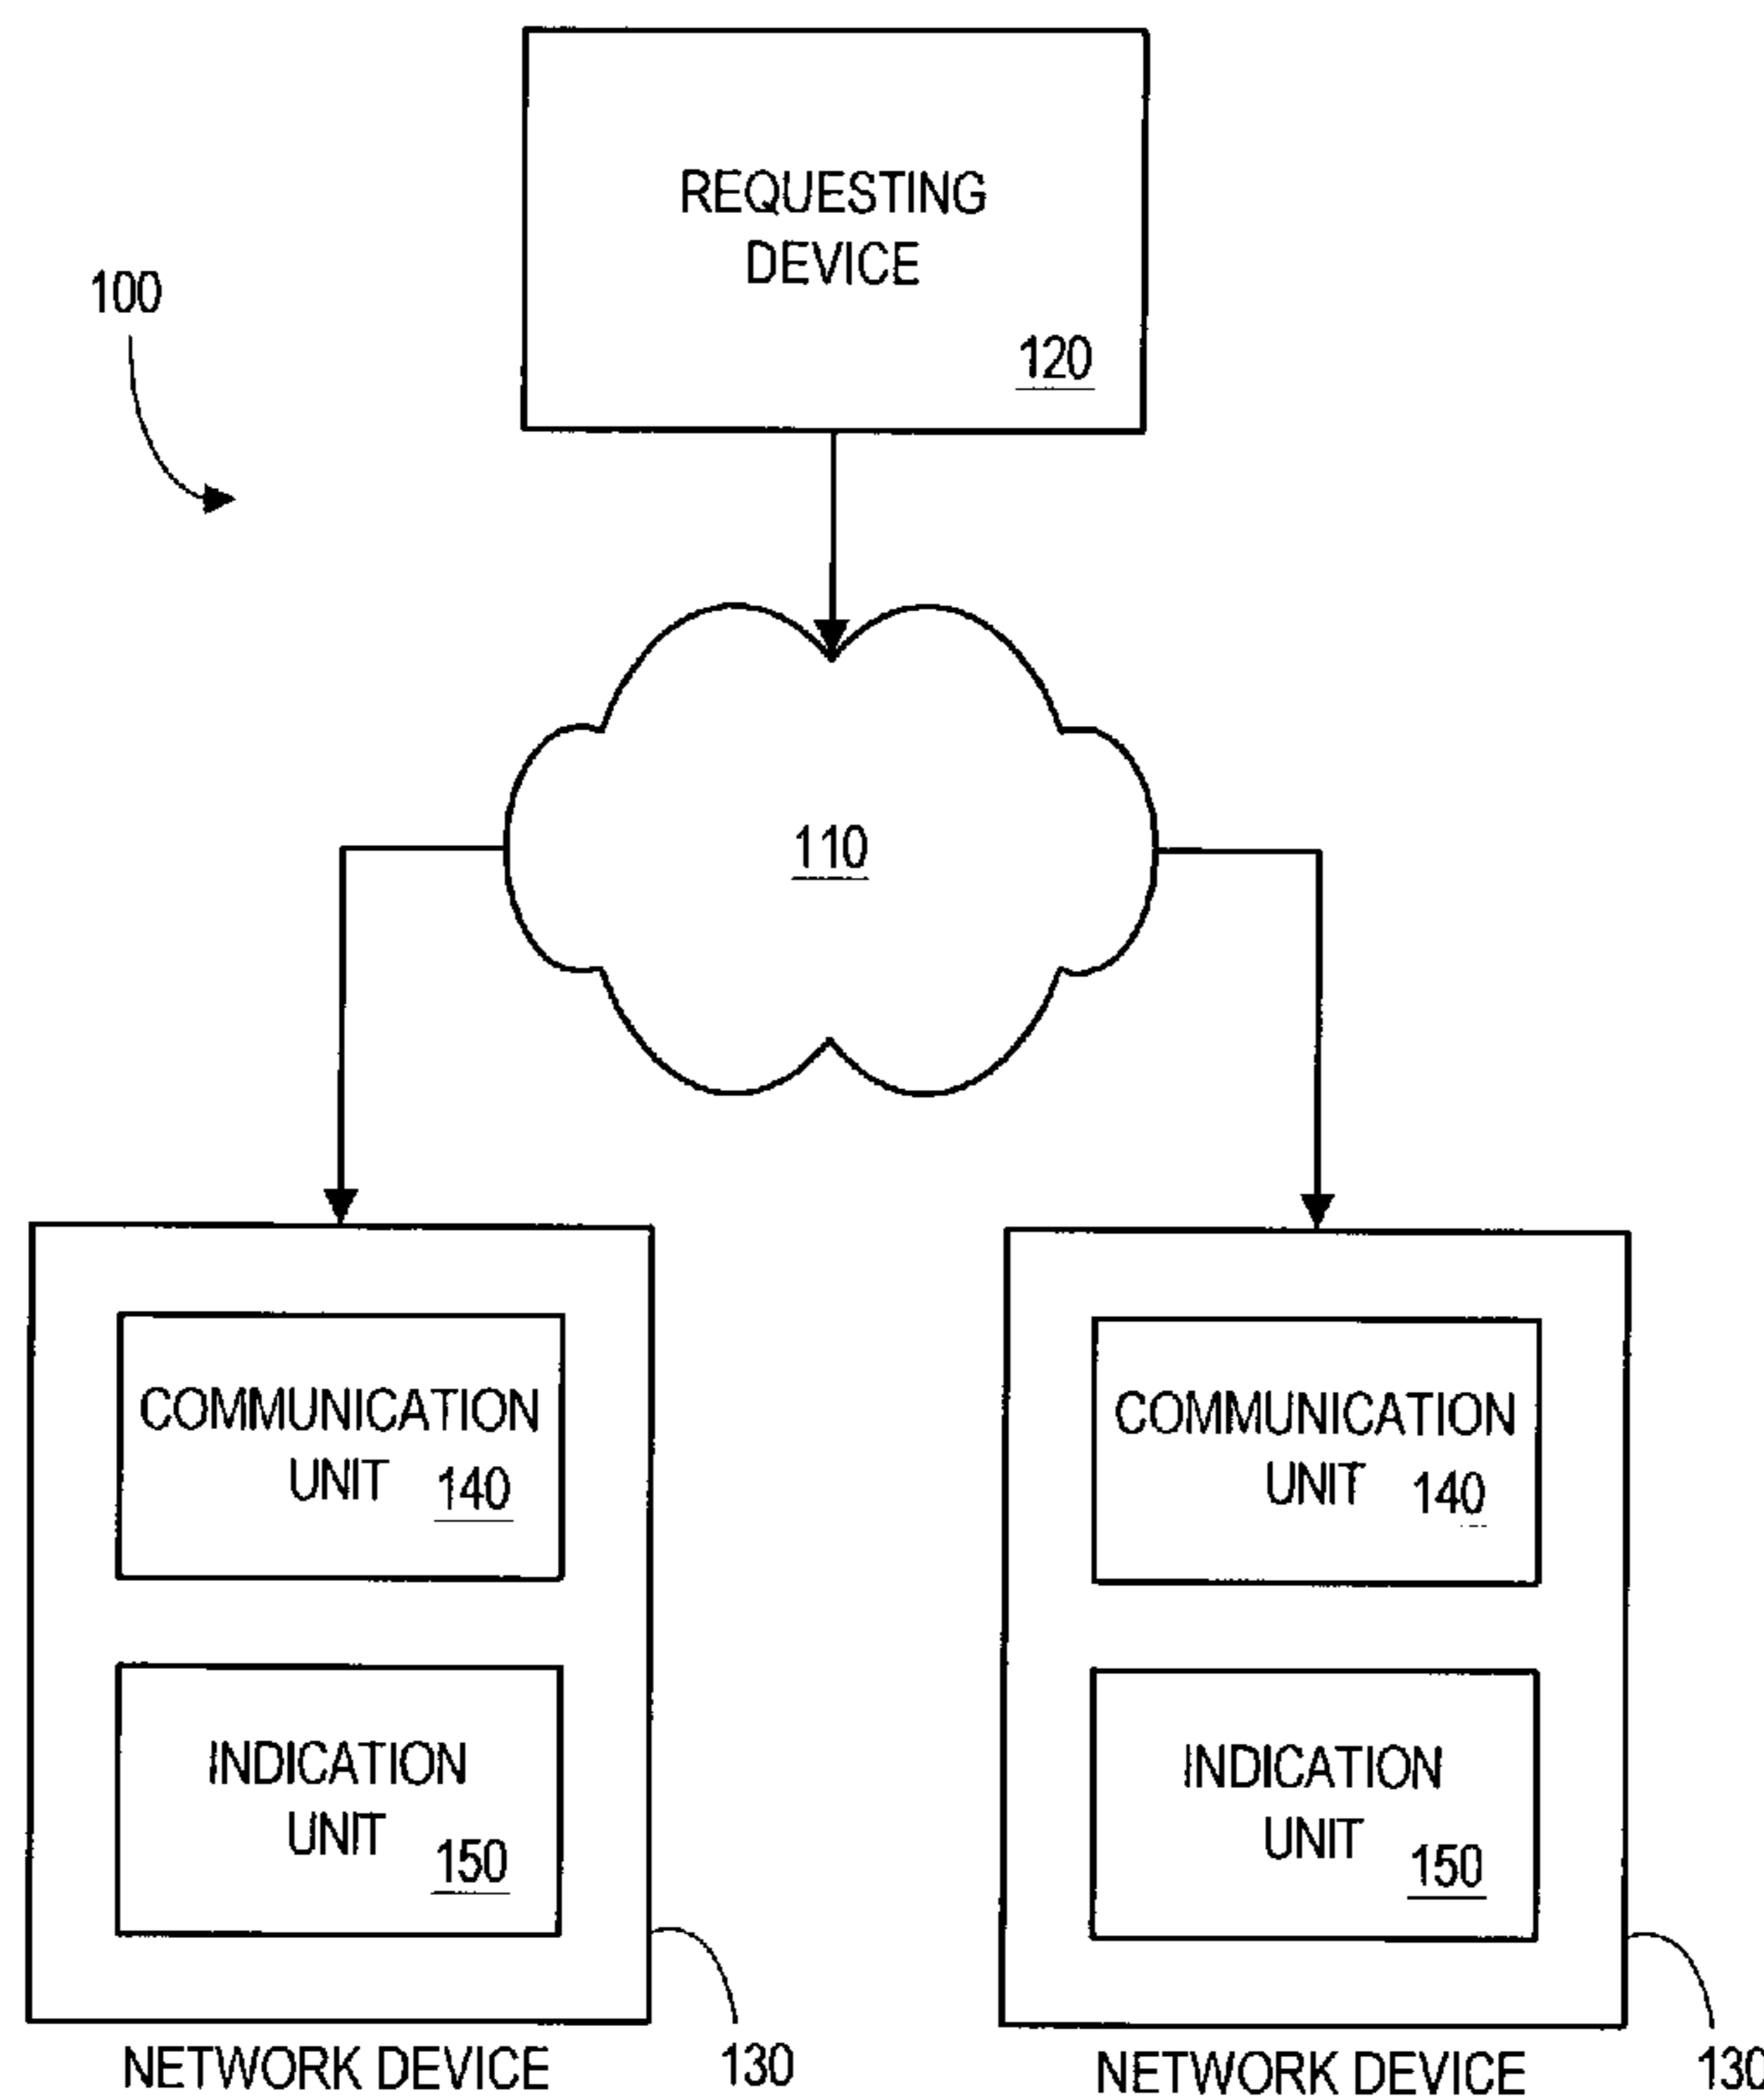 REQUESTING
DEVICE
120
100
110
COMMUNICATION
UNIT 140
INDICATION
UNIT 150
NETWORK DEVICE 130
COMMUNICATION
UNIT 140
INDICATION
UNIT 150
NETWORK DEVICE 130